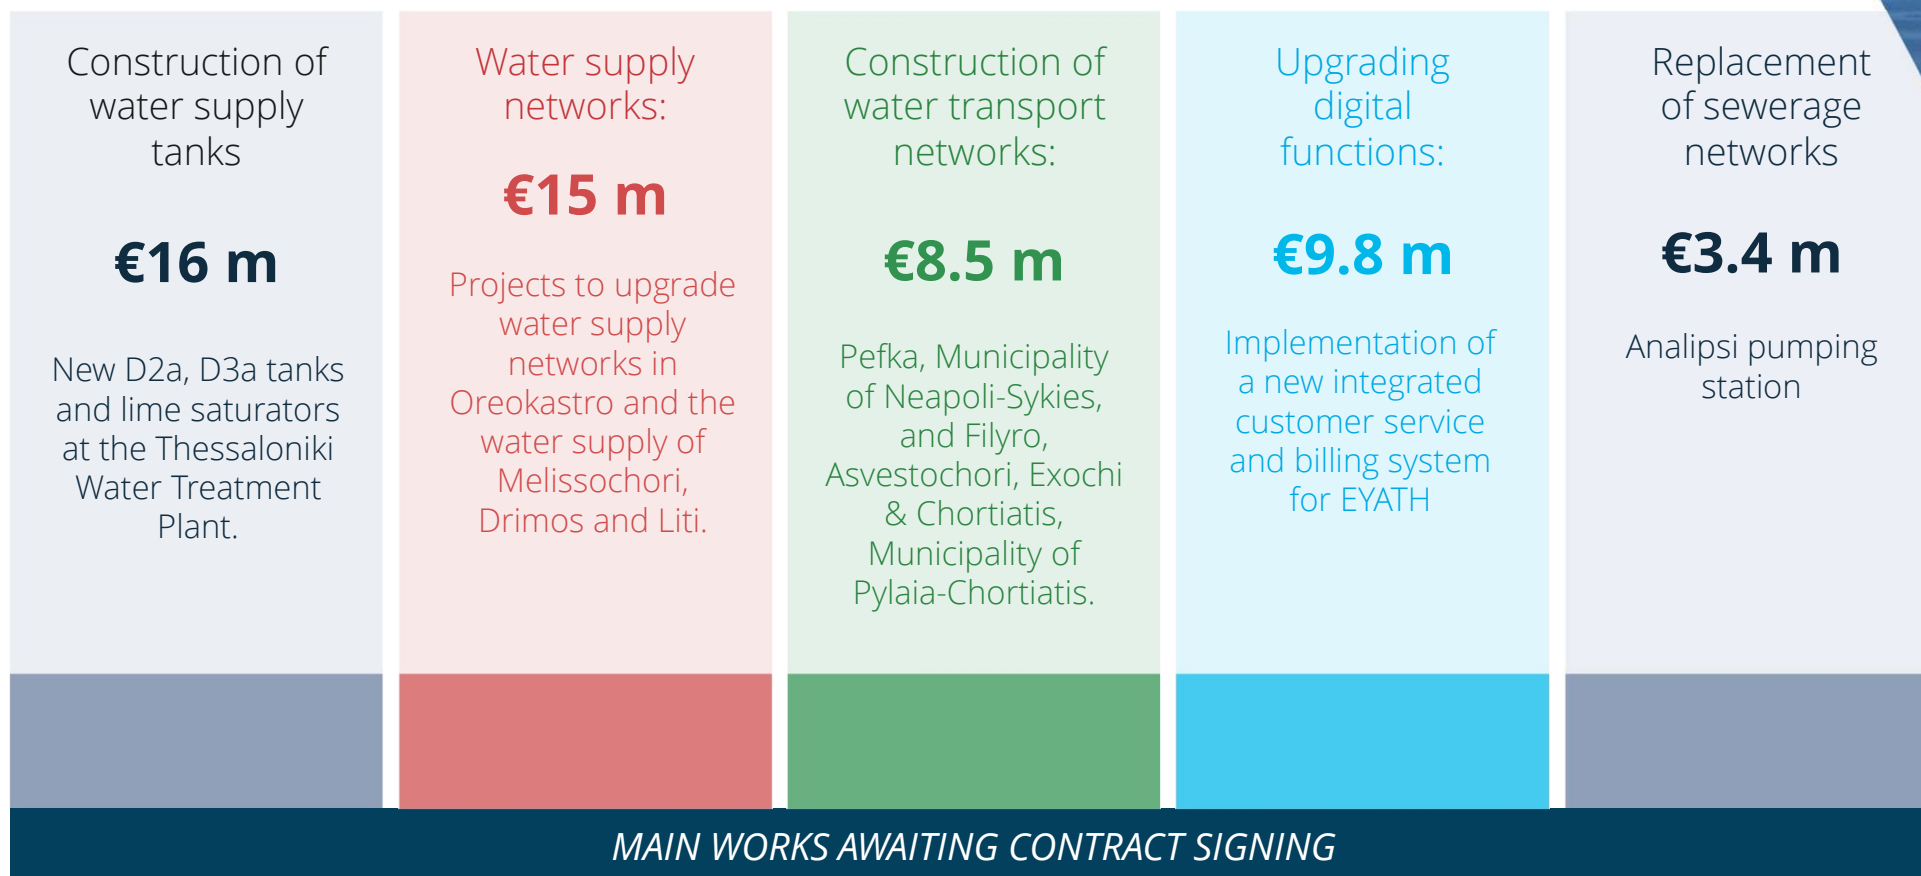 Construction of
water supply
tanks
€16 m
New D2a, D3a tanks
and lime saturators
at the Thessaloniki
Water Treatment
Plant.
Water supply
networks:
€15 m
Projects to upgrade
water supply
networks in
Oreokastro and the
water supply of
Melissochori,
Drimos and Liti.
Construction of
water transport
networks:
€8.5 m
Pefka, Municipality
of Neapoli-Sykies,
and Filyro,
Asvestochori, Exochi
& Chortiatis,
Municipality of
Pylaia-Chortiatis.
Upgrading
digital
functions:
€9.8 m
Implementation of
a new integrated
customer service
and billing system
for EYATH
Replacement
of sewerage
networks
€3.4 m
Analipsi pumping
station
MAIN WORKS AWAITING CONTRACT SIGNING